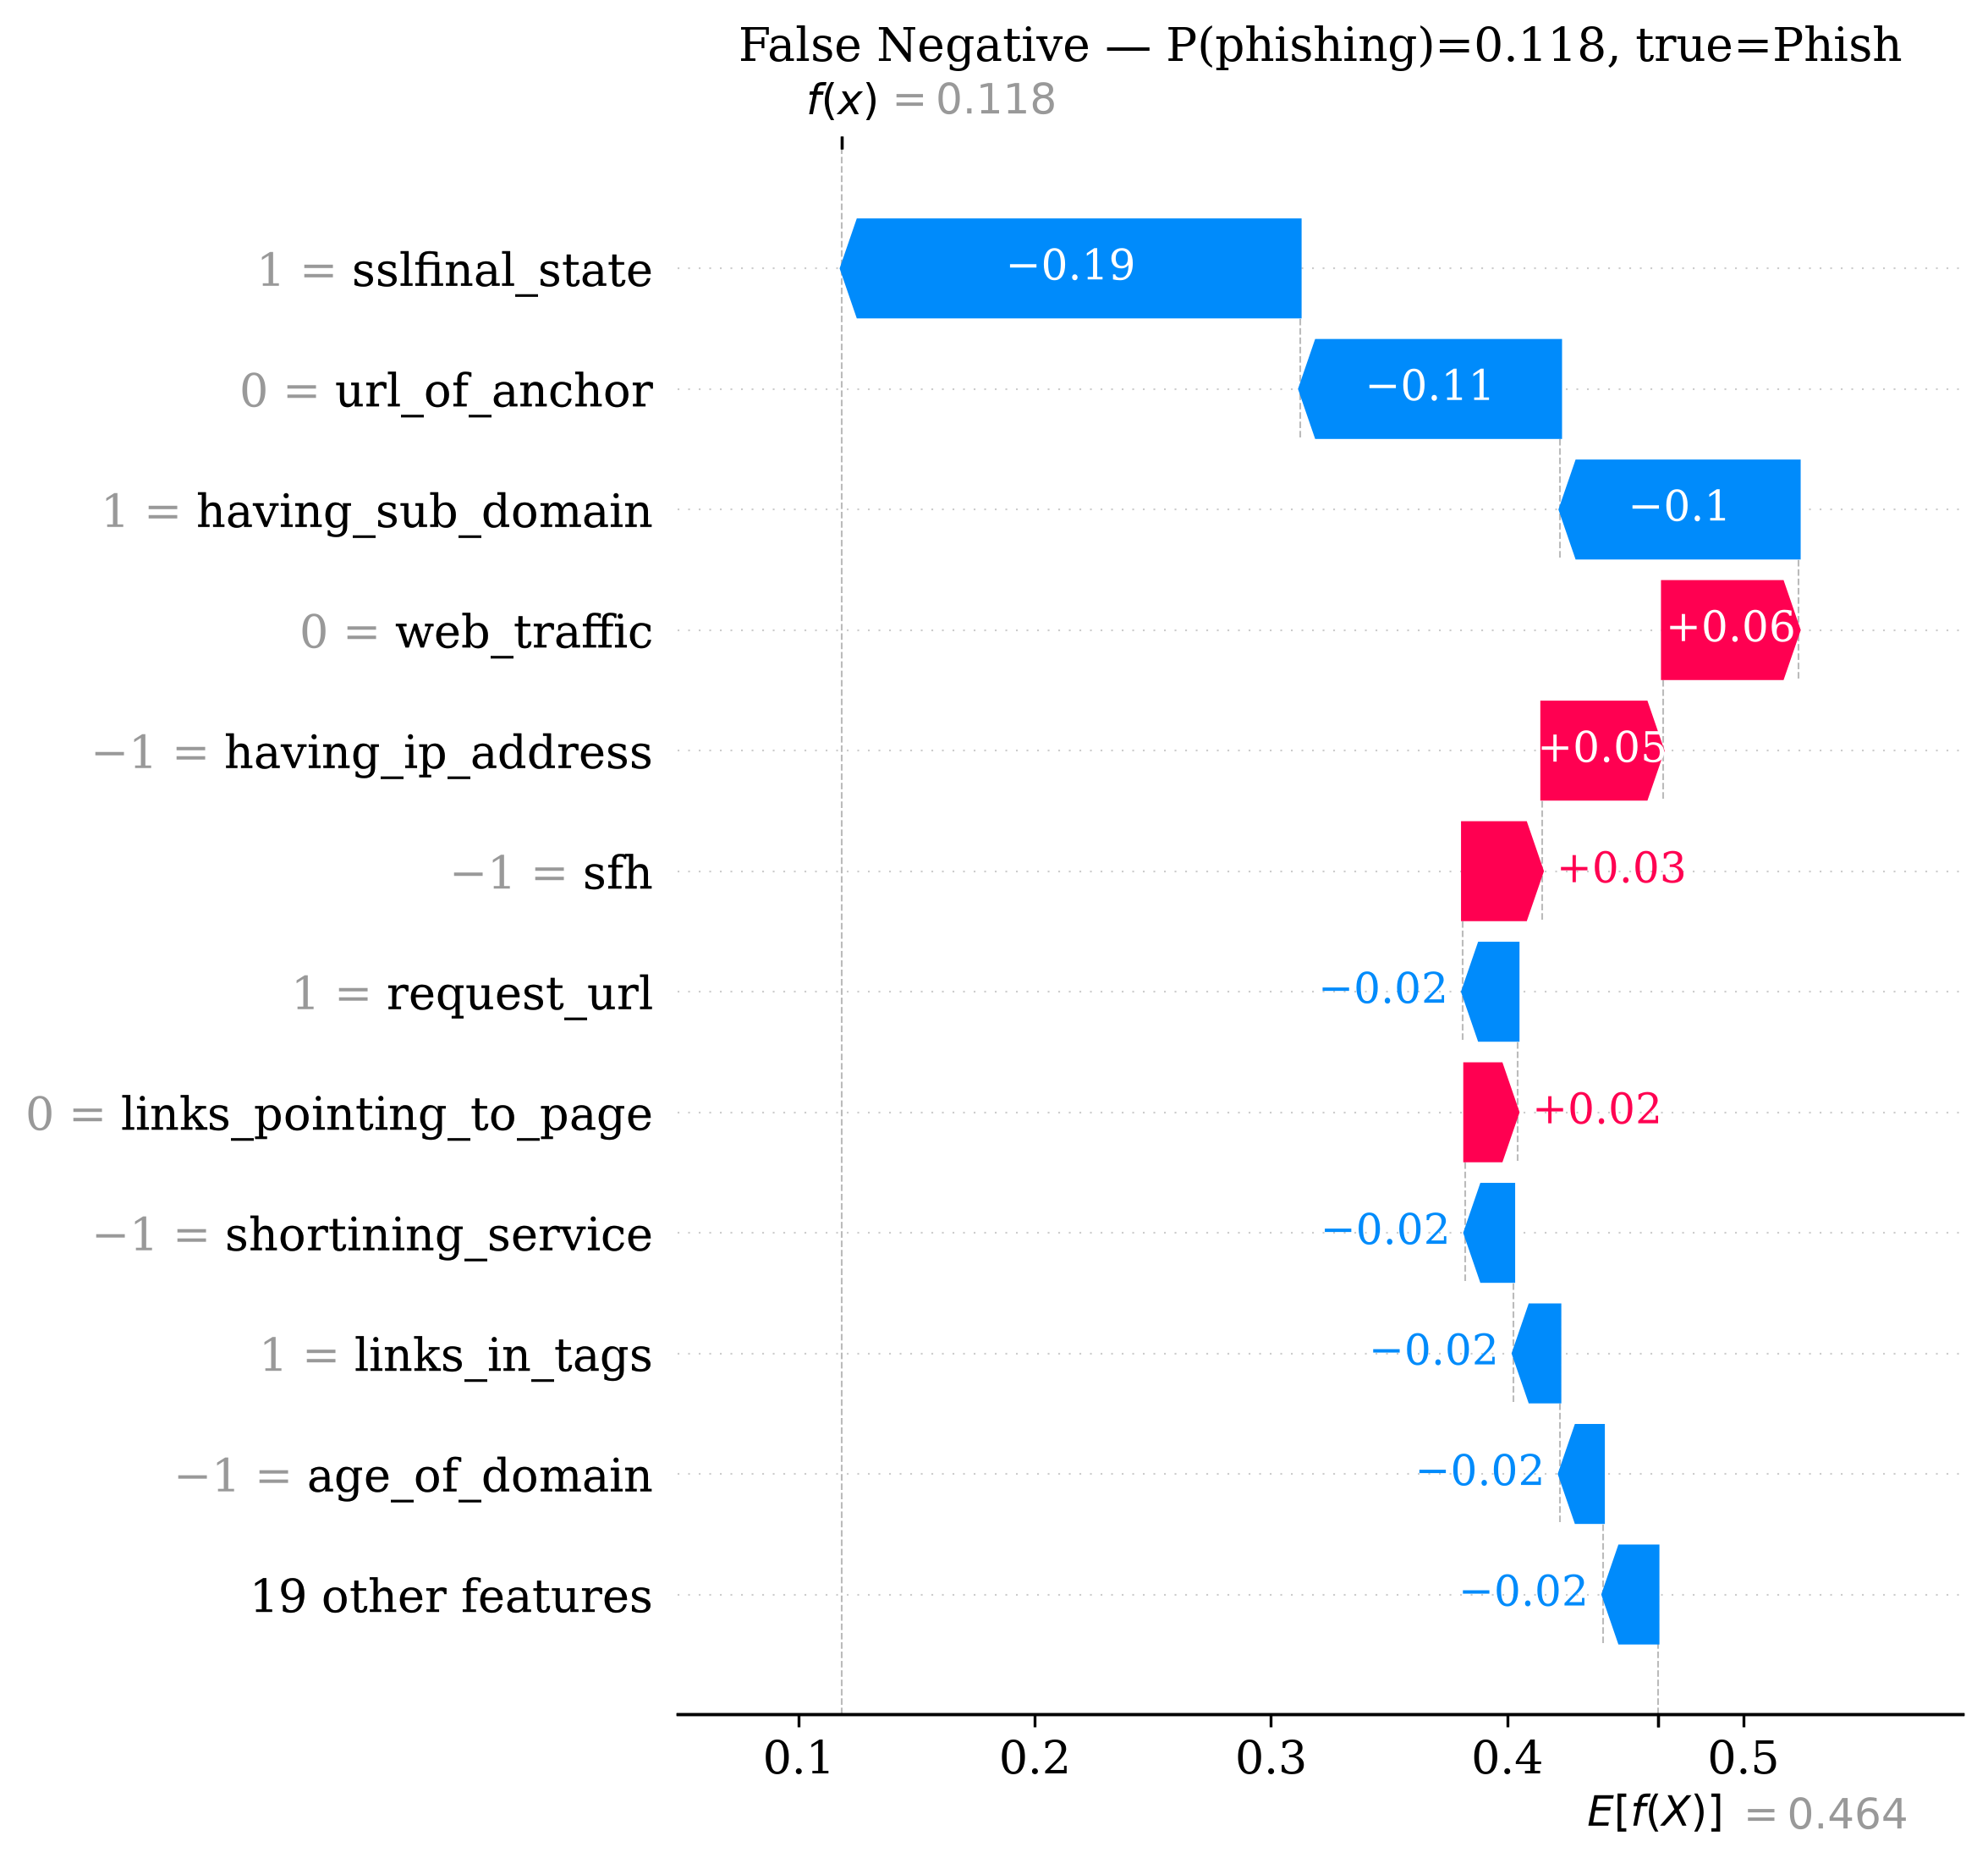 False Negative — P(phishing)=0.118, true=Phish
f(x) = 0.118
1 = sslfinal_state
−0.19
0 = url_of_anchor
−0.11
1 = having_sub_domain
−0.1
0 = web_traffic
+0.06
−1 = having_ip_address
+0.05
−1 = sfh
+0.03
1 = request_url
−0.02
0 = links_pointing_to_page
+0.02
−1 = shortining_service
−0.02
1 = links_in_tags
−0.02
−1 = age_of_domain
−0.02
19 other features
−0.02
0.1 0.2 0.3 0.4 0.5
E[f(X)] = 0.464